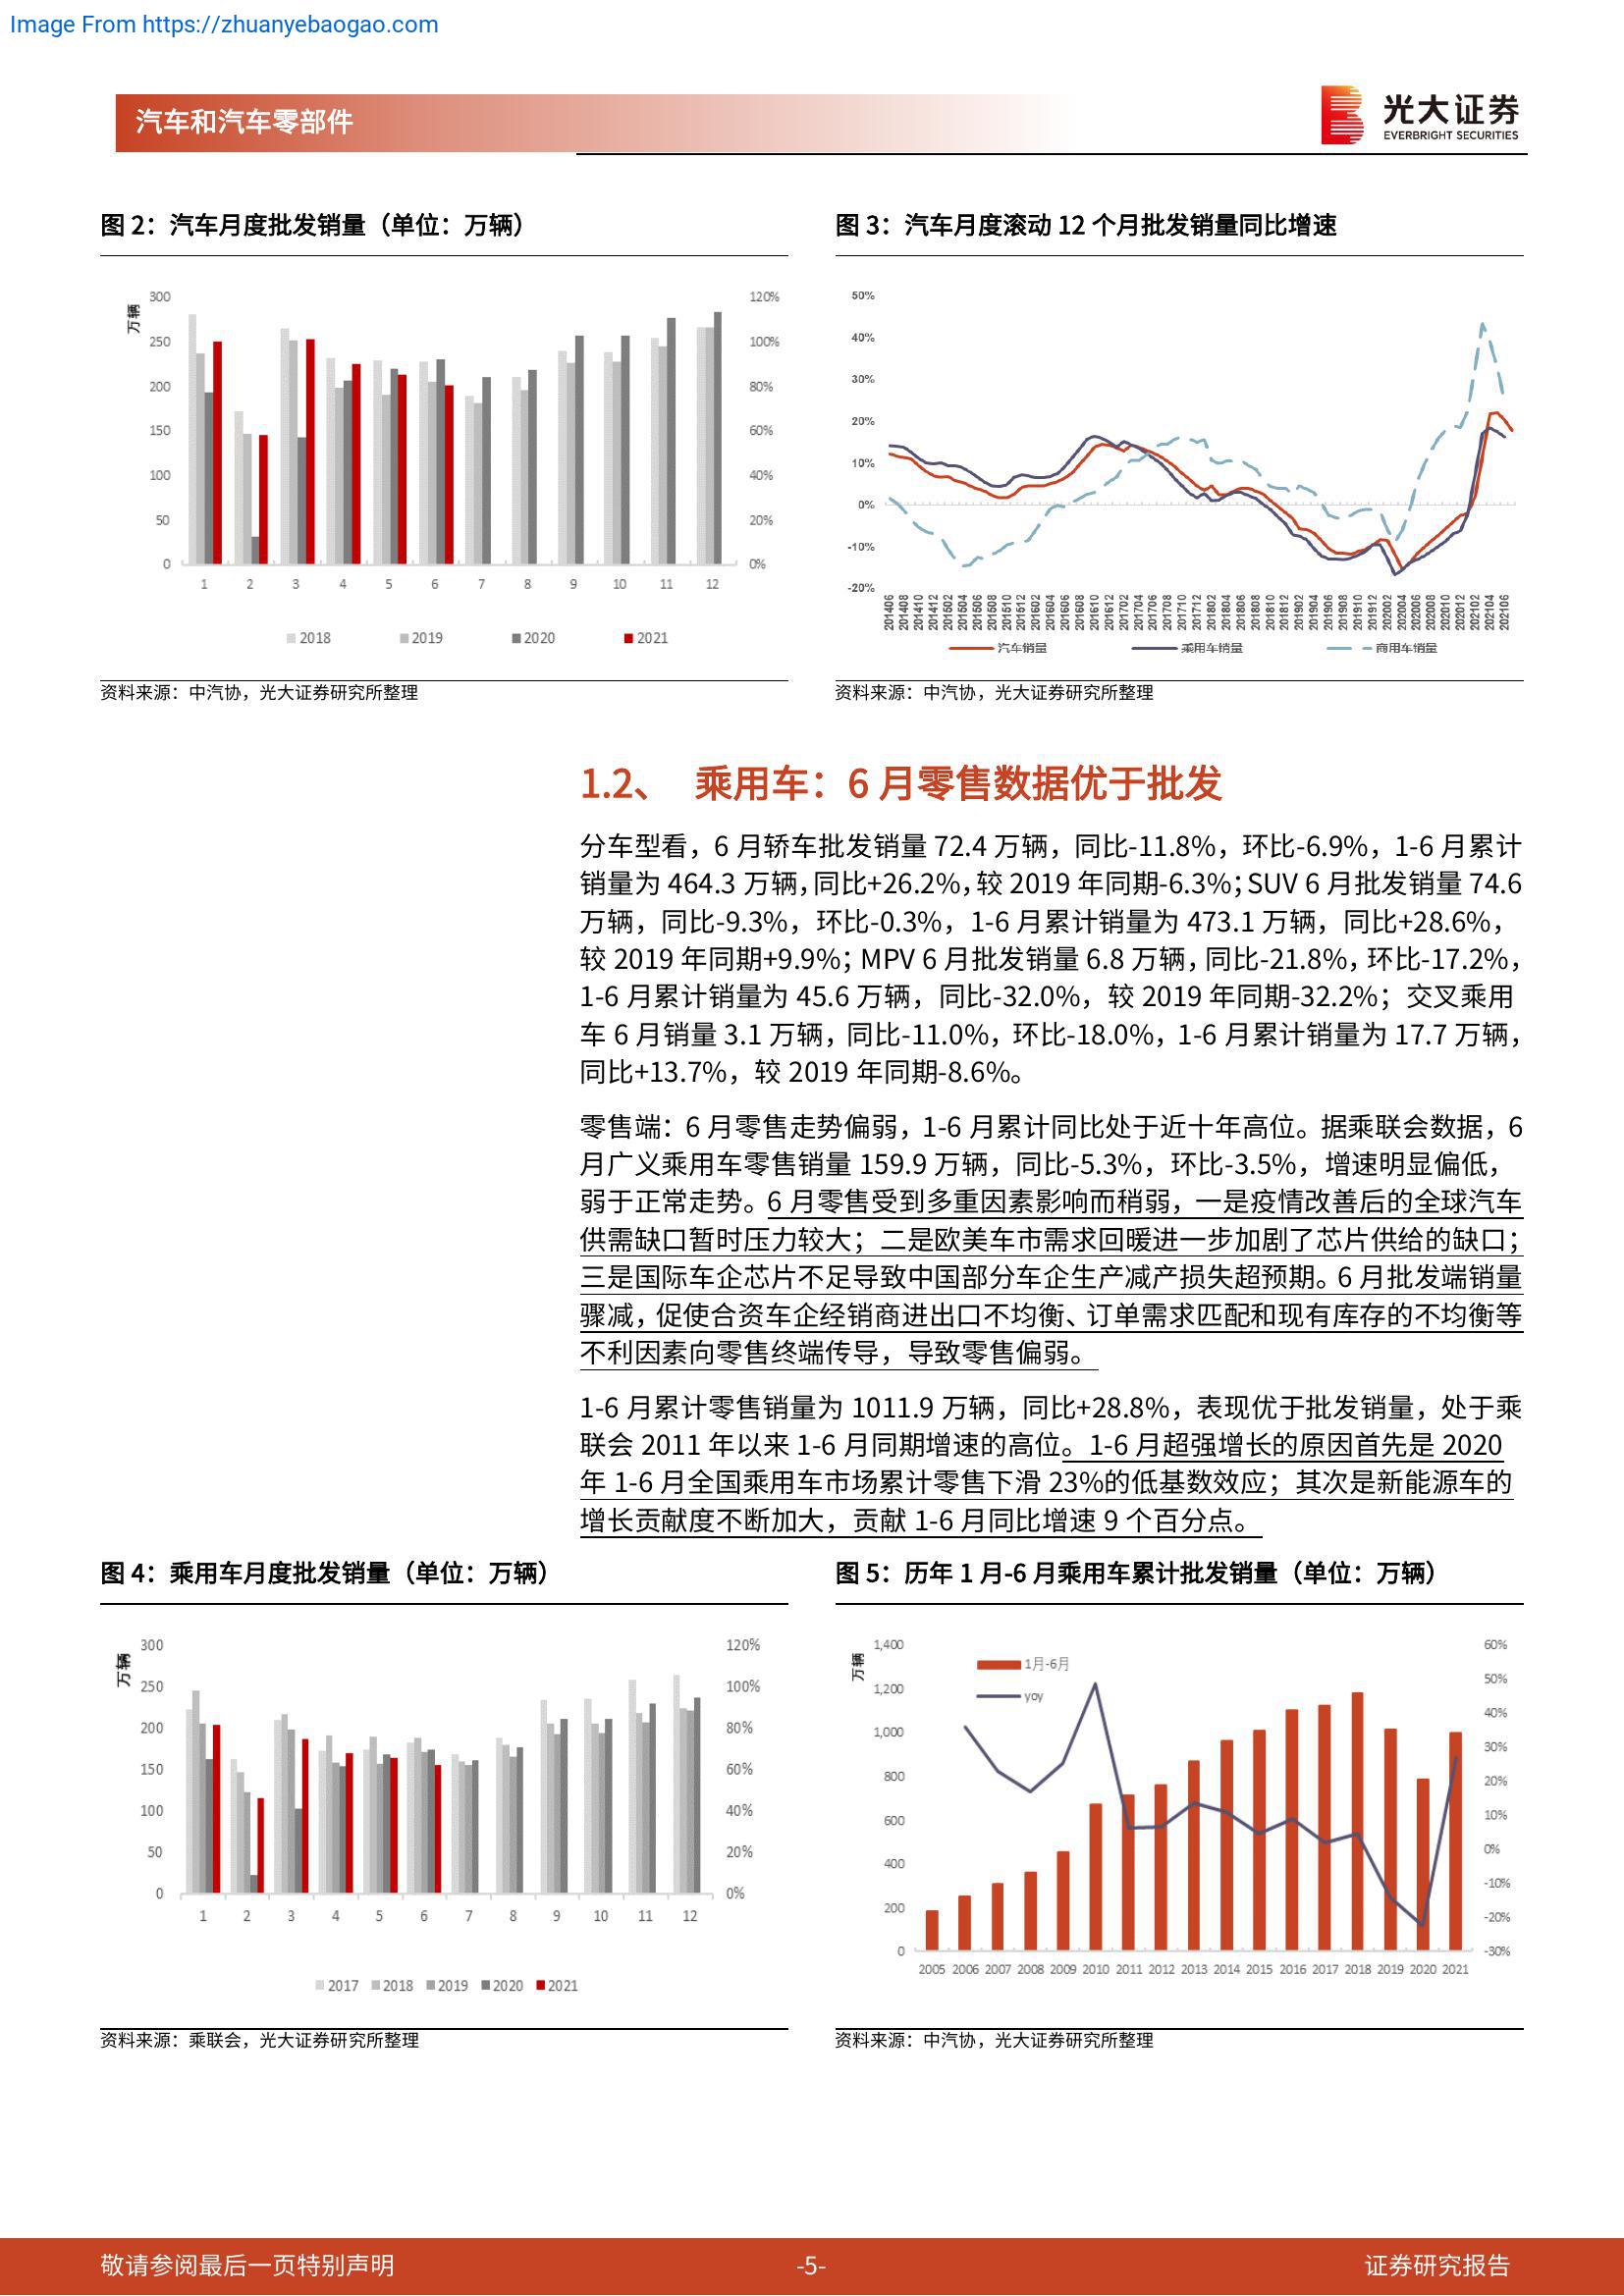 Image From https://zhuanyebaogao.com
汽车和汽车零部件
光大证券
EVERBRIGHT SECURITIES
图 2：汽车月度批发销量（单位：万辆）
万辆
300
250
200
150
100
50
0
120%
100%
80%
60%
40%
20%
0%
1 2 3 4 5 6 7 8 9 10 11 12
2018 2019 2020 2021
资料来源：中汽协，光大证券研究所整理
图 3：汽车月度滚动 12 个月批发销量同比增速
50%
40%
30%
20%
10%
0%
-10%
-20%
201406 201408 201410 201412 201502 201504 201506 201508 201510 201512 201602 201604 201606 201608 201610 201612 201702 201704 201706 201708 201710 201712 201802 201804 201806 201808 201810 201812 201902 201904 201906 201908 201910 201912 202002 202004 202006 202008 202010 202012 202102 202104 202106
汽车销量 乘用车销量 商用车销量
资料来源：中汽协，光大证券研究所整理
1.2、 乘用车：6 月零售数据优于批发
分车型看，6 月轿车批发销量 72.4 万辆，同比-11.8%，环比-6.9%，1-6 月累计
销量为 464.3 万辆，同比+26.2%，较 2019 年同期-6.3%；SUV 6 月批发销量 74.6
万辆，同比-9.3%，环比-0.3%，1-6 月累计销量为 473.1 万辆，同比+28.6%，
较 2019 年同期+9.9%；MPV 6 月批发销量 6.8 万辆，同比-21.8%，环比-17.2%，
1-6 月累计销量为 45.6 万辆，同比-32.0%，较 2019 年同期-32.2%；交叉乘用
车 6 月销量 3.1 万辆，同比-11.0%，环比-18.0%，1-6 月累计销量为 17.7 万辆，
同比+13.7%，较 2019 年同期-8.6%。
零售端：6 月零售走势偏弱，1-6 月累计同比处于近十年高位。据乘联会数据，6
月广义乘用车零售销量 159.9 万辆，同比-5.3%，环比-3.5%，增速明显偏低，
弱于正常走势。6 月零售受到多重因素影响而稍弱，一是疫情改善后的全球汽车
供需缺口暂时压力较大；二是欧美车市需求回暖进一步加剧了芯片供给的缺口；
三是国际车企芯片不足导致中国部分车企生产减产损失超预期。6 月批发端销量
骤减，促使合资车企经销商进出口不均衡、订单需求匹配和现有库存的不均衡等
不利因素向零售终端传导，导致零售偏弱。
1-6 月累计零售销量为 1011.9 万辆，同比+28.8%，表现优于批发销量，处于乘
联会 2011 年以来 1-6 月同期增速的高位。1-6 月超强增长的原因首先是 2020
年 1-6 月全国乘用车市场累计零售下滑 23%的低基数效应；其次是新能源车的
增长贡献度不断加大，贡献 1-6 月同比增速 9 个百分点。
图 4：乘用车月度批发销量（单位：万辆）
万辆
300
250
200
150
100
50
0
120%
100%
80%
60%
40%
20%
0%
1 2 3 4 5 6 7 8 9 10 11 12
2017 2018 2019 2020 2021
资料来源：乘联会，光大证券研究所整理
图 5：历年 1 月-6 月乘用车累计批发销量（单位：万辆）
万辆
1,400
1,200
1,000
800
600
400
200
0
1月-6月
yoy
60%
50%
40%
30%
20%
10%
0%
-10%
-20%
-30%
2005 2006 2007 2008 2009 2010 2011 2012 2013 2014 2015 2016 2017 2018 2019 2020 2021
资料来源：中汽协，光大证券研究所整理
敬请参阅最后一页特别声明
-5-
证券研究报告